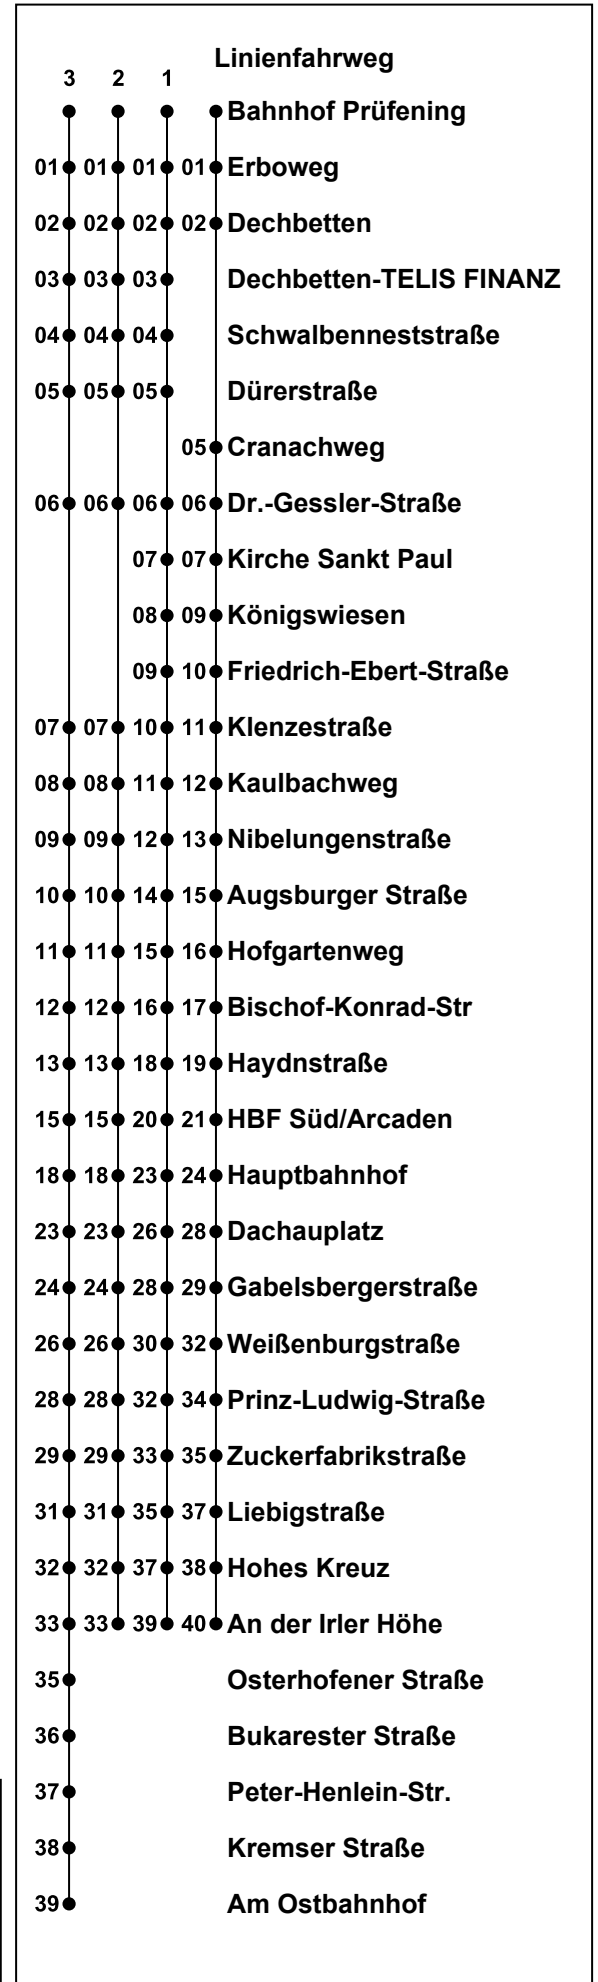 Linienfahrweg
3 2 1
Bahnhof Prüfening
01 01 01 01 Erboweg
02 02 02 02 Dechbetten
03 03 03 Dechbetten-TELIS FINANZ
04 04 04 Schwalbenneststraße
05 05 05 Dürerstraße
05 Cranachweg
06 06 06 06 Dr.-Gessler-Straße
07 07 Kirche Sankt Paul
08 09 Königswiesen
09 10 Friedrich-Ebert-Straße
07 07 10 11 Klenzestraße
08 08 11 12 Kaulbachweg
09 09 12 13 Nibelungenstraße
10 10 14 15 Augsburger Straße
11 11 15 16 Hofgartenweg
12 12 16 17 Bischof-Konrad-Str
13 13 18 19 Haydnstraße
15 15 20 21 HBF Süd/Arcaden
18 18 23 24 Hauptbahnhof
23 23 26 28 Dachauplatz
24 24 28 29 Gabelsbergerstraße
26 26 30 32 Weißenburgstraße
28 28 32 34 Prinz-Ludwig-Straße
29 29 33 35 Zuckerfabrikstraße
31 31 35 37 Liebigstraße
32 32 37 38 Hohes Kreuz
33 33 39 40 An der Irler Höhe
35 Osterhofener Straße
36 Bukarester Straße
37 Peter-Henlein-Str.
38 Kremser Straße
39 Am Ostbahnhof